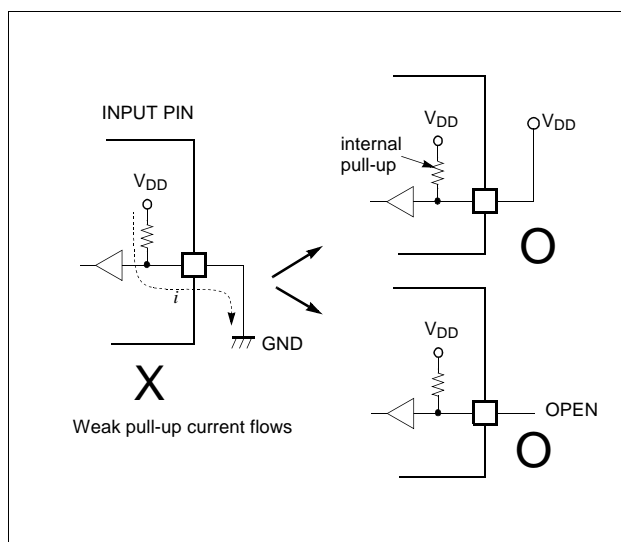 INPUT PIN
VDD
i
GND
X
Weak pull-up current flows
VDD
internal
pull-up
VDD
O
VDD
OPEN
O